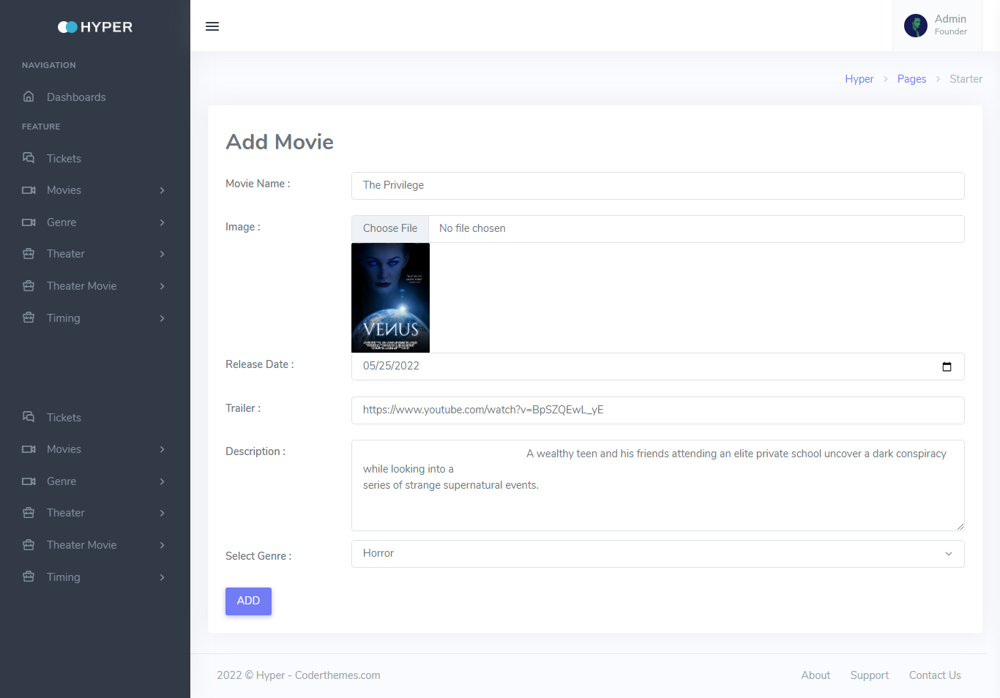 HYPER
NAVIGATION
Dashboards
FEATURE
Tickets
Movies
Genre
Theater
Theater Movie
Timing
Tickets
Movies
Genre
Theater
Theater Movie
Timing
Admin
Founder
Hyper > Pages > Starter
Add Movie
Movie Name :
The Privilege
Image :
Choose File No file chosen
VENUS
Release Date :
05/25/2022
Trailer :
https://www.youtube.com/watch?v=BpSZQEwL_yE
Description :
A wealthy teen and his friends attending an elite private school uncover a dark conspiracy
while looking into a
series of strange supernatural events.
Select Genre :
Horror
ADD
2022 © Hyper - Coderthemes.com
About Support Contact Us